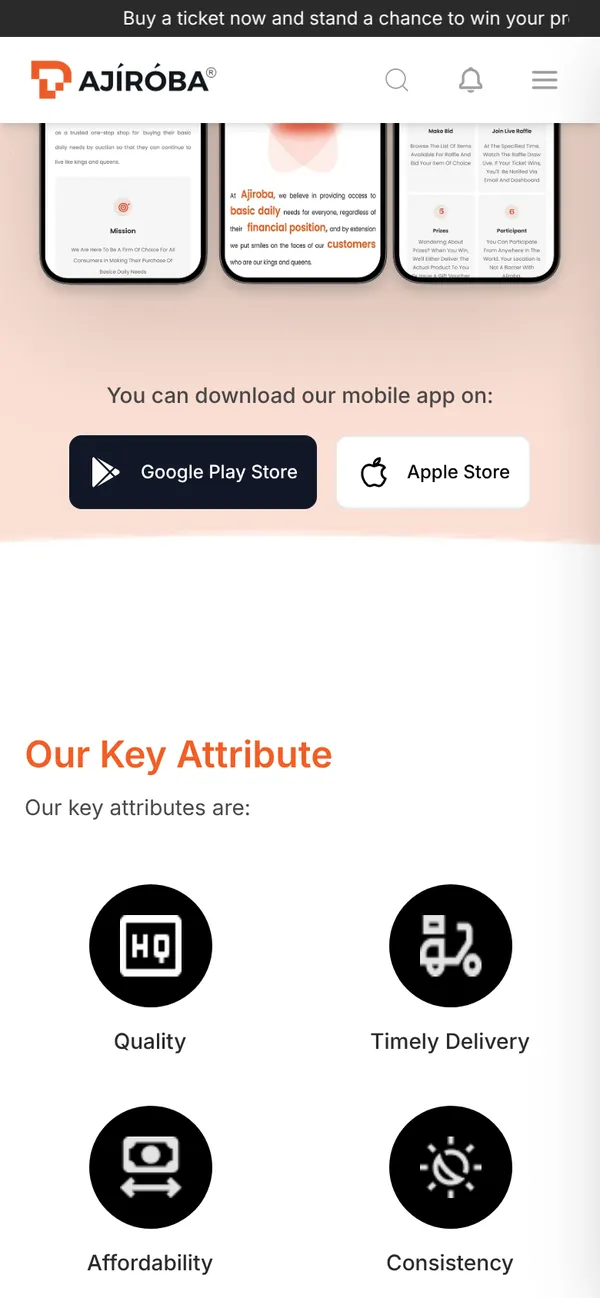 Buy a ticket now and stand a chance to win your pr
AJÍRÓBA®
as a trusted one-stop shop for buying their basic
daily needs by auction so that they can continue to
live like kings and queens.
Mission
We Are Here To Be A Firm Of Choice For All
Consumers In Making Their Purchase Of
Basice Daily Needs
At Ajiroba, we believe in providing access to
basic daily needs for everyone, regardless of
their financial position, and by extension
we put smiles on the faces of our customers
who are our kings and queens.
Make Bid
Browse The List Of Items
Available For Raffle And
Bid Your Item Of Choice
Join Live Raffle
At The Specified Time,
Watch The Raffle Draw
Live. If Your Ticket Wins,
You'll Be Notified Via
Email And Dashboard
5
Prizes
Wondering About
Prizes? When You Win,
We'll Either Deliver The
Actual Product To You
Or Issue A Gift Voucher
6
Participant
You Can Participate
From Anywhere In The
World. Your Location Is
Not A Barrier With
Ajiroba
You can download our mobile app on:
Google Play Store
Apple Store
Our Key Attribute
Our key attributes are:
HQ
Quality
Timely Delivery
Affordability
Consistency